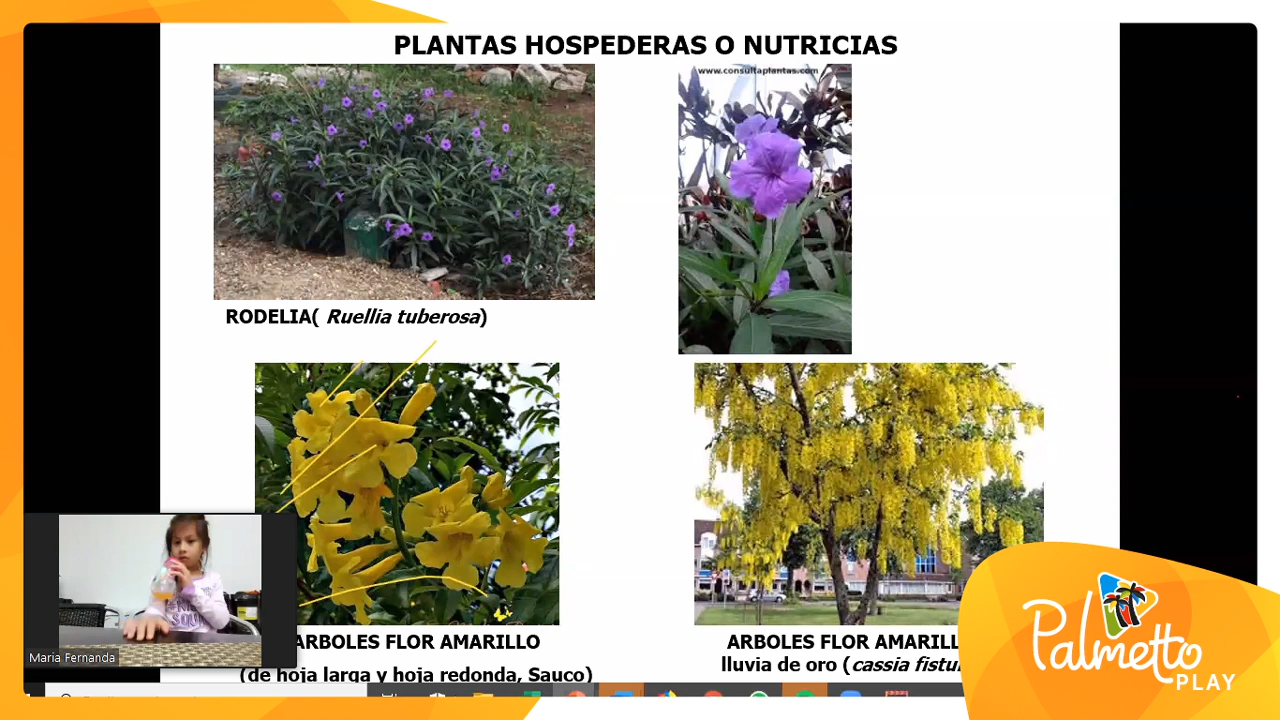 PLANTAS HOSPEDERAS O NUTRICIAS
www.consultaplantas.com
RODELIA( Ruellia tuberosa)
ARBOLES FLOR AMARILLO
(de hoja larga y hoja redonda, Sauco)
ARBOLES FLOR AMARILL
lluvia de oro (cassia fistu
Maria Fernanda
Palmetto
PLAY